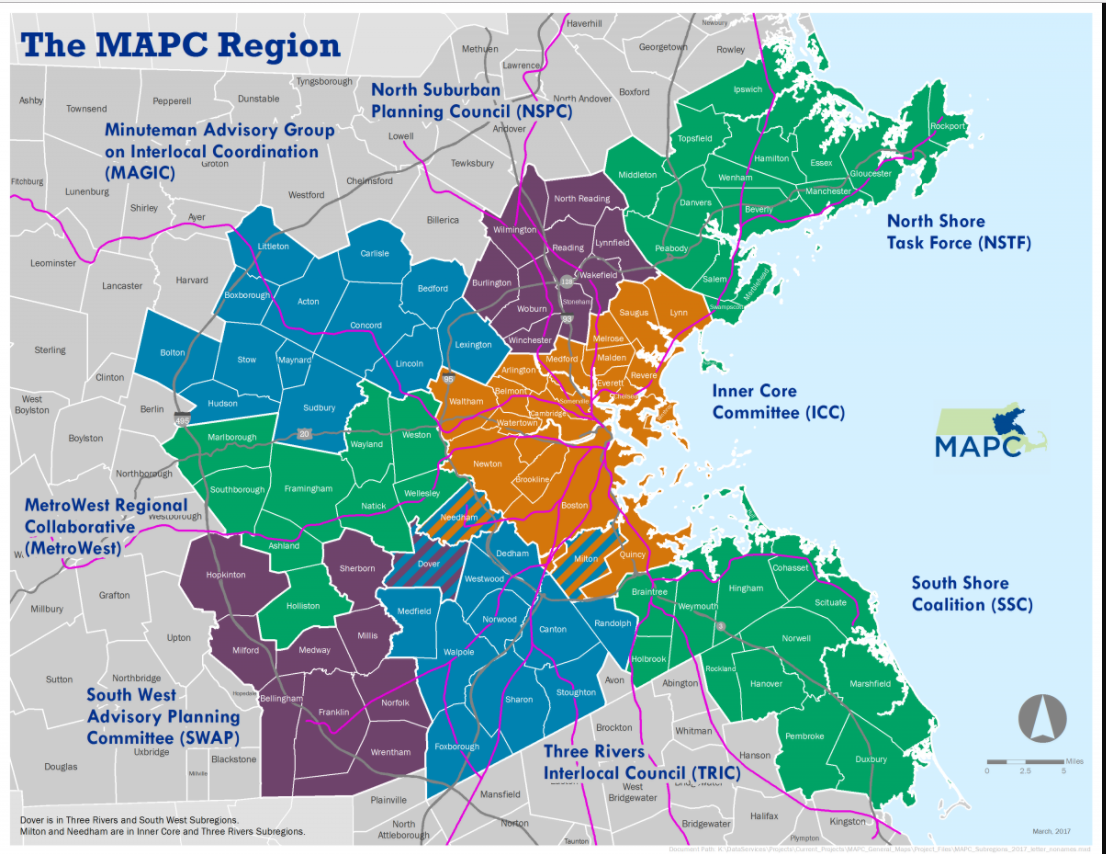 The MAPC Region
North Suburban
Planning Council (NSPC)
Minuteman Advisory Group
on Interlocal Coordination
(MAGIC)
North Shore
Task Force (NSTF)
Inner Core
Committee (ICC)
MAPC
MetroWest Regional
Collaborative
(MetroWest)
South Shore
Coalition (SSC)
South West
Advisory Planning
Committee (SWAP)
Three Rivers
Interlocal Council (TRIC)
Haverhill
Newbury
Methuen
Georgetown
Rowley
Lawrence
Tyngsborough
Boxford
North Andover
Ashby
Townsend
Pepperell
Dunstable
Andover
Lowell
Groton
Tewksbury
Chelmsford
Fitchburg
Lunenburg
Westford
Shirley
Ayer
Billerica
Leominster
Harvard
Lancaster
Sterling
Clinton
West
Boylston
Berlin
Boylston
Northborough
Westborough
Grafton
Millbury
Upton
Sutton
Northbridge
Hopedale
Uxbridge
Douglas
Millville
Blackstone
Plainville
North
Attleborough
Mansfield
Norton
Taunton
Easton
Avon
Abington
Brockton
Whitman
Hanson
West
Bridgewater
Bridgewater
Halifax
Kingston
Plympton
Ipswich
Rockport
Topsfield
Hamilton
Essex
Gloucester
Middleton
Wenham
Manchester
Danvers
Beverly
Peabody
Salem
Marblehead
Swampscott
North Reading
Wilmington
Reading
Lynnfield
Wakefield
Burlington
128
Stoneham
Woburn
93
Winchester
Littleton
Carlisle
Bedford
Boxborough
Acton
Concord
Lexington
Bolton
Stow
Maynard
Lincoln
Hudson
Sudbury
95
495
20
Saugus
Lynn
Melrose
Medford
Malden
Arlington
Everett
Revere
Belmont
Chelsea
Somerville
Waltham
Cambridge
Watertown
Newton
Brookline
Boston
Needham
Milton
Quincy
Marlborough
Wayland
Weston
Southborough
Framingham
Natick
Wellesley
Ashland
Holliston
Hopkinton
Sherborn
Dover
Milford
Medway
Millis
Bellingham
Franklin
Norfolk
Wrentham
Dedham
Westwood
Medfield
Norwood
Canton
Randolph
Walpole
Sharon
Stoughton
Foxborough
Braintree
Weymouth
Hingham
Cohasset
Scituate
Holbrook
3
Norwell
Rockland
Hanover
Marshfield
Pembroke
Duxbury
Miles
0 2.5 5
Dover is in Three Rivers and South West Subregions.
Milton and Needham are in Inner Core and Three Rivers Subregions.
March, 2017